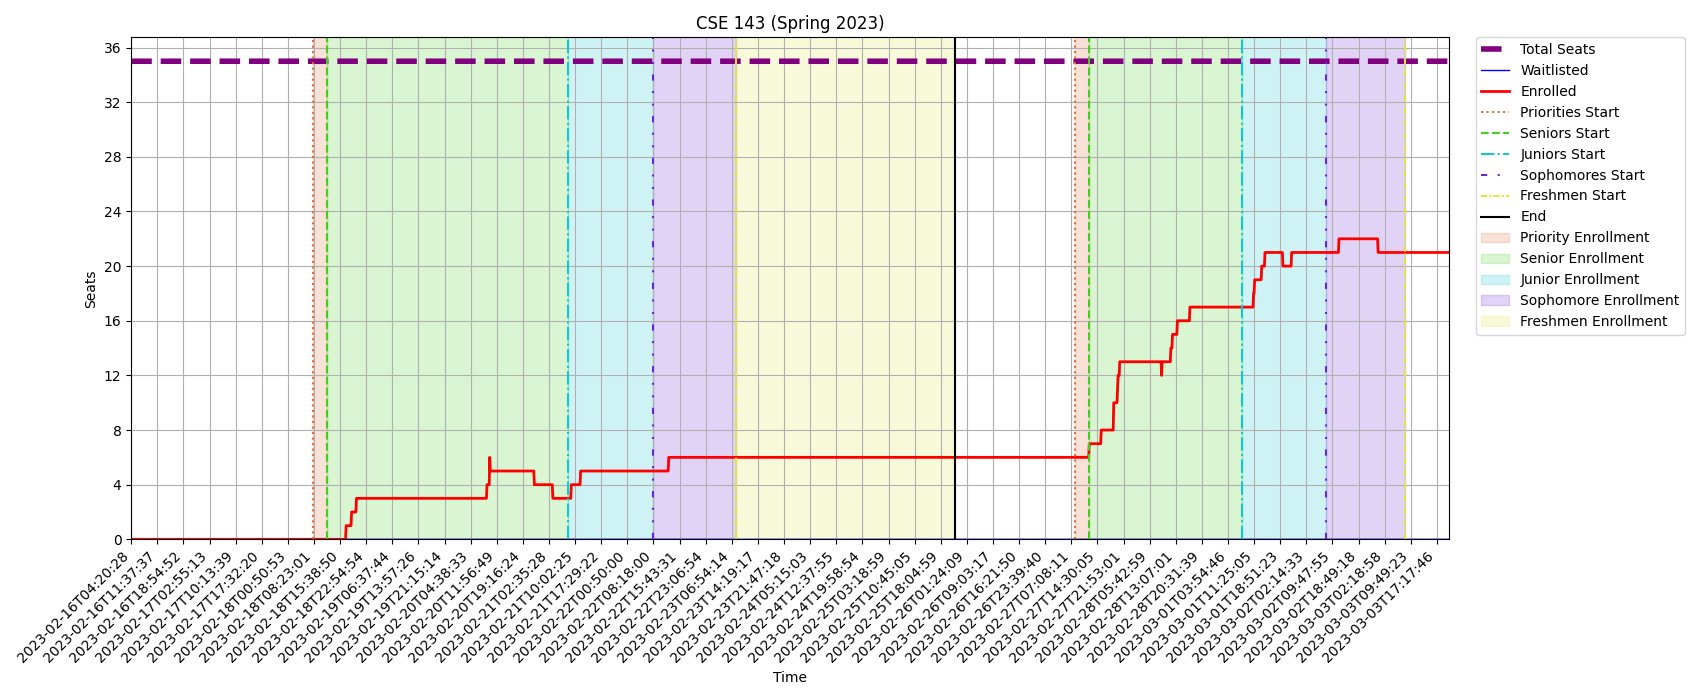 CSE 143 (Spring 2023)
Seats
36
32
28
24
20
16
12
8
4
0
2023-02-16T04:20:28
2023-02-16T11:37:37
2023-02-16T18:54:52
2023-02-17T02:55:13
2023-02-17T10:13:39
2023-02-17T17:32:20
2023-02-18T00:50:53
2023-02-18T08:23:01
2023-02-18T15:38:50
2023-02-18T22:54:54
2023-02-19T06:37:44
2023-02-19T13:57:26
2023-02-19T21:15:14
2023-02-20T04:38:33
2023-02-20T11:56:49
2023-02-20T19:16:24
2023-02-21T02:35:28
2023-02-21T10:02:25
2023-02-21T17:29:22
2023-02-22T00:50:00
2023-02-22T08:18:00
2023-02-22T15:43:31
2023-02-22T23:06:54
2023-02-23T06:54:14
2023-02-23T14:19:17
2023-02-23T21:47:18
2023-02-24T05:15:03
2023-02-24T12:37:55
2023-02-24T19:58:54
2023-02-25T03:18:59
2023-02-25T10:45:05
2023-02-25T18:04:59
2023-02-26T01:24:09
2023-02-26T09:03:17
2023-02-26T16:21:50
2023-02-26T23:39:40
2023-02-27T07:08:11
2023-02-27T14:30:05
2023-02-27T21:53:01
2023-02-28T05:42:59
2023-02-28T13:07:01
2023-02-28T20:31:39
2023-03-01T03:54:46
2023-03-01T11:25:05
2023-03-01T18:51:23
2023-03-02T02:14:33
2023-03-02T09:47:55
2023-03-02T18:49:18
2023-03-03T02:18:58
2023-03-03T09:49:23
2023-03-03T17:17:46
Time
Total Seats
Waitlisted
Enrolled
Priorities Start
Seniors Start
Juniors Start
Sophomores Start
Freshmen Start
End
Priority Enrollment
Senior Enrollment
Junior Enrollment
Sophomore Enrollment
Freshmen Enrollment